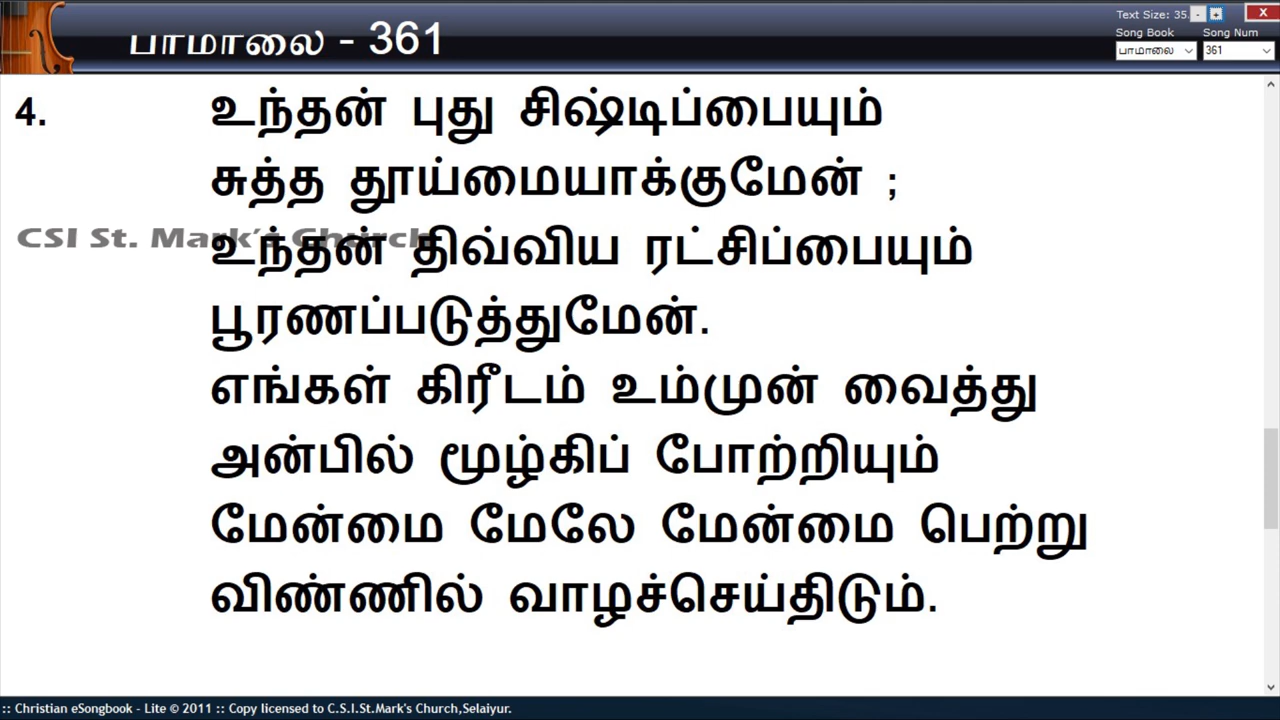 பாமாலை - 361
Text Size: 35.
- +
X
Song Book
Song Num
பாமாலை
361
4. உந்தன் புது சிஷ்டிப்பையும்
சுத்த தூய்மையாக்குமேன் ;
CSI St. Mark's Church
உந்தன் திவ்விய ரட்சிப்பையும்
பூரணப்படுத்துமேன்.
எங்கள் கிரீடம் உம்முன் வைத்து
அன்பில் மூழ்கிப் போற்றியும்
மேன்மை மேலே மேன்மை பெற்று
விண்ணில் வாழச்செய்திடும்.
:: Christian eSongbook - Lite © 2011 :: Copy licensed to C.S.I.St.Mark's Church,Selaiyur.